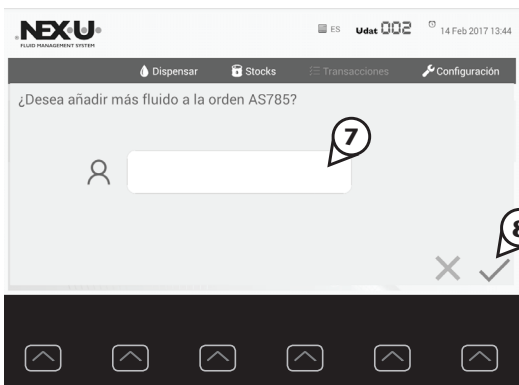 NEX·U·
FLUID MANAGEMENT SYSTEM
ES Udat 002 14 Feb 2017 13:44
Dispensar Stocks Transacciones Configuración
¿Desea añadir más fluido a la orden AS785?
7
8